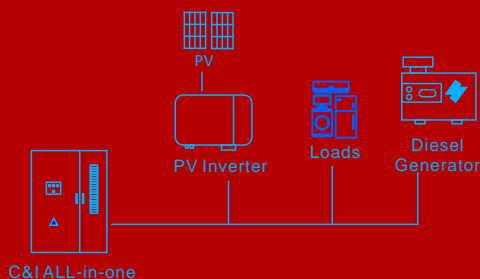 PV
PV Inverter
Loads
Diesel
Generator
C&I ALL-in-one